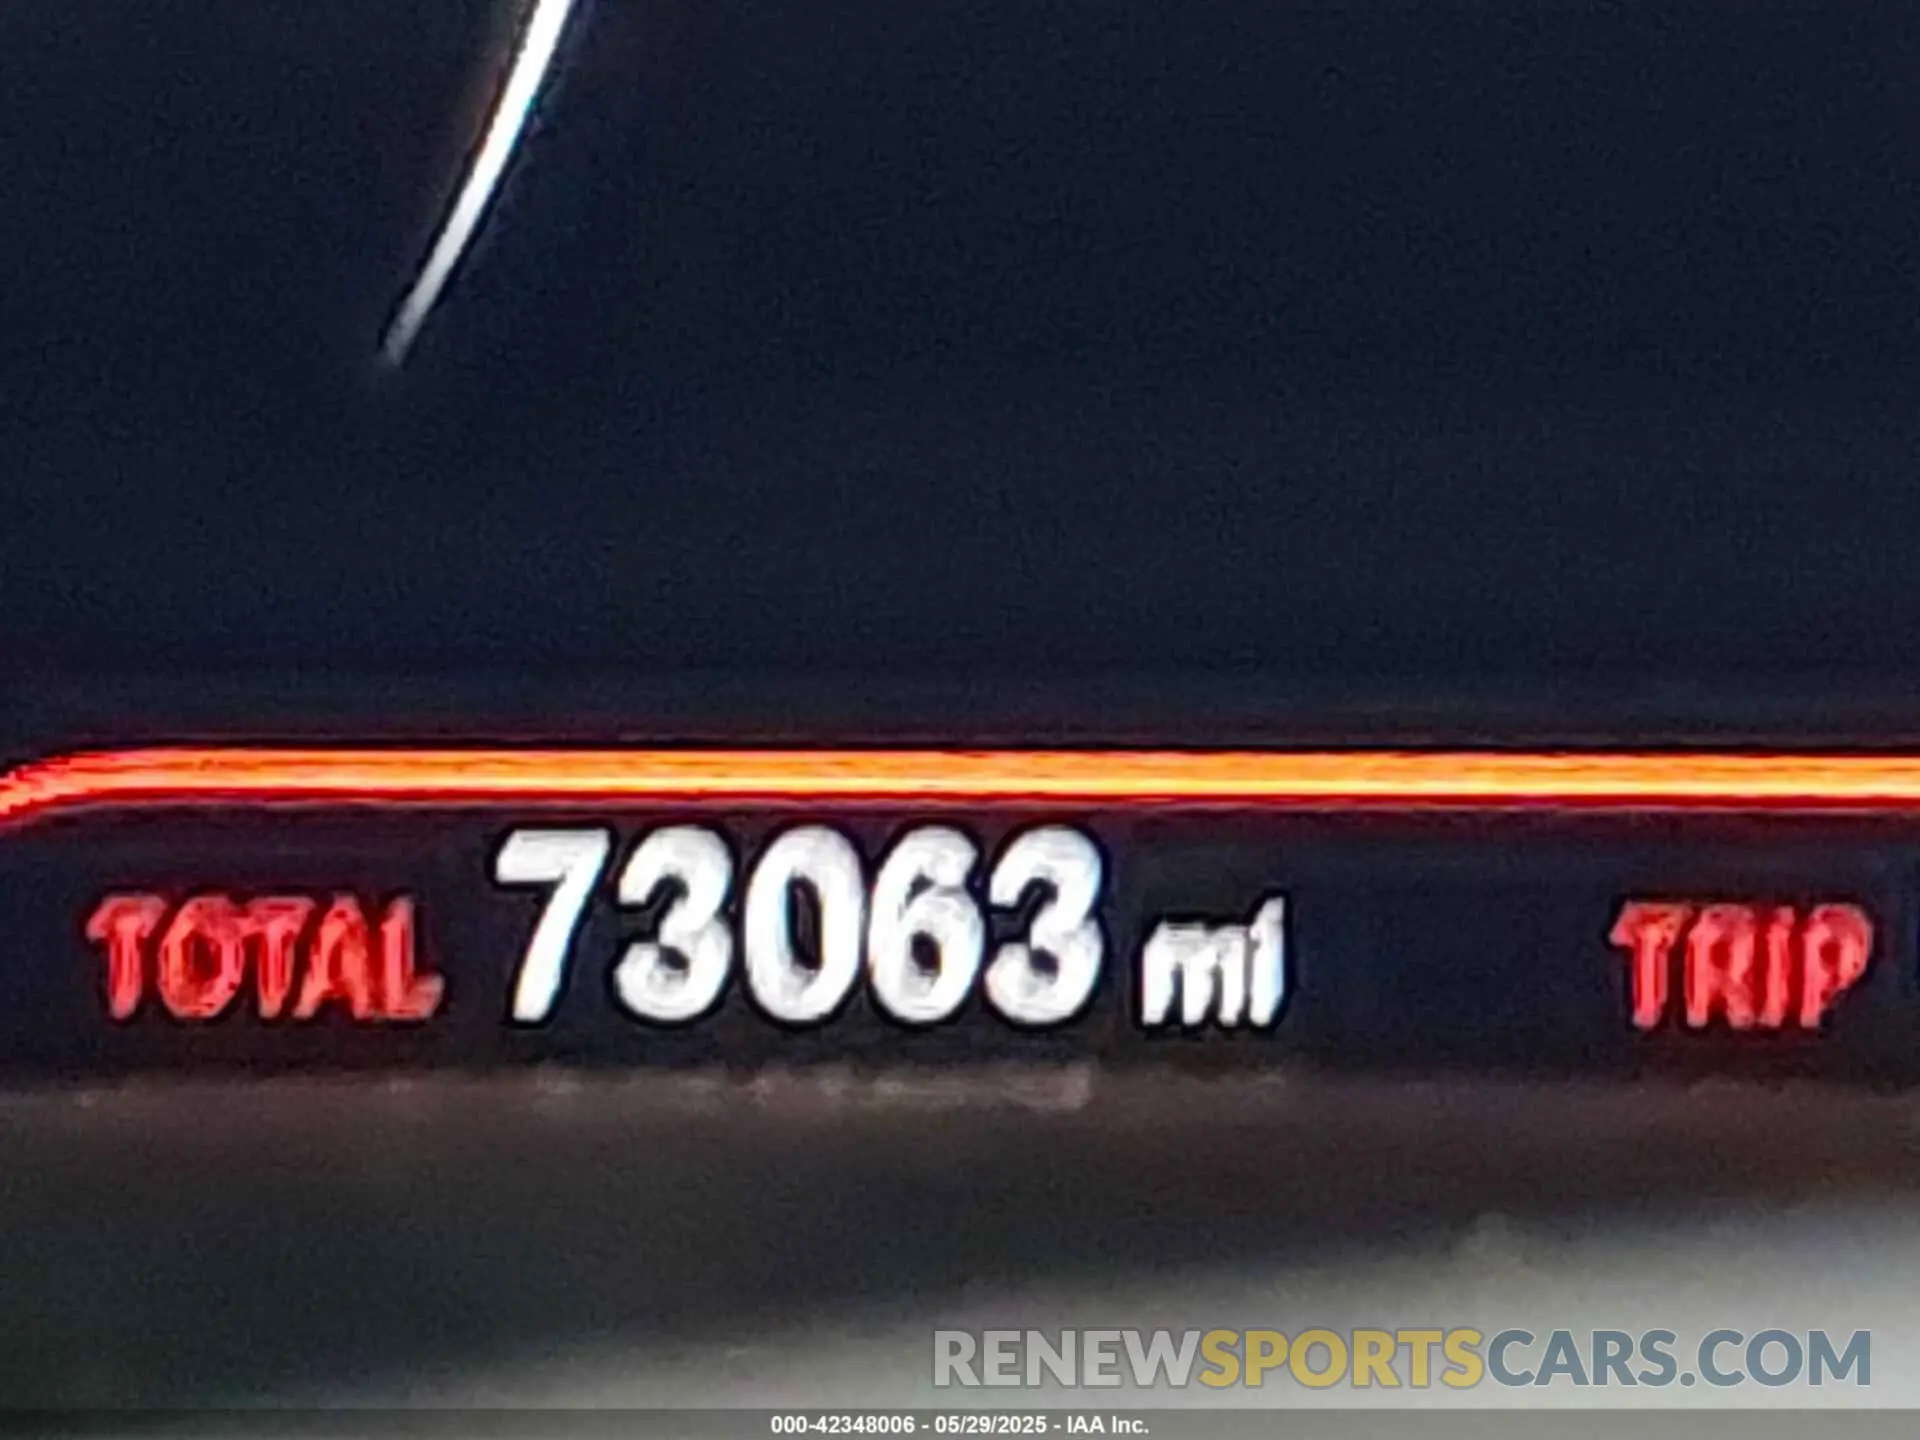 TOTAL 73063 mi TRIP
RENEWSPORTSCARS.COM
000-42348006 - 05/29/2025 - IAA Inc.